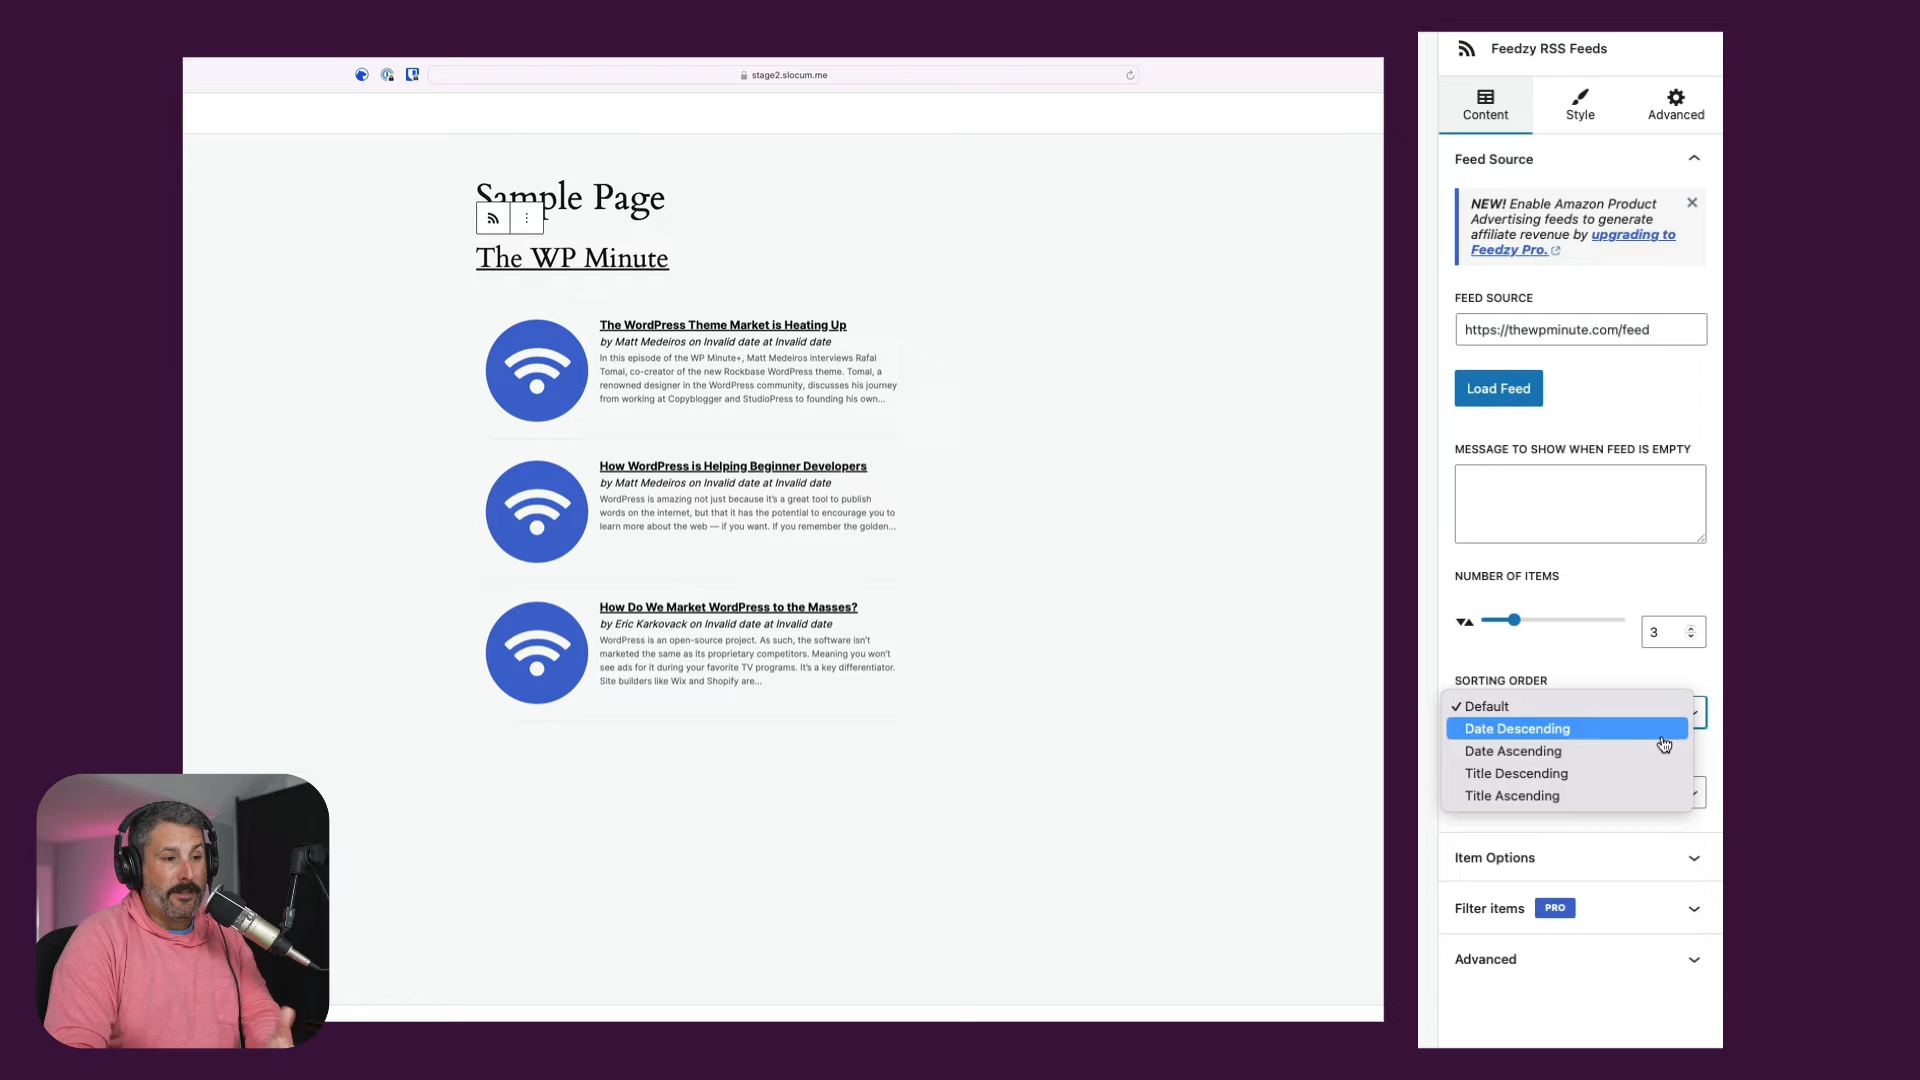 stage2.slocum.me
Sample Page
The WP Minute
The WordPress Theme Market is Heating Up
by Matt Medeiros on Invalid date at Invalid date
In this episode of the WP Minute+, Matt Medeiros interviews Rafal
Tomal, co-creator of the new Rockbase WordPress theme. Tomal, a
renowned designer in the WordPress community, discusses his journey
from working at Copyblogger and StudioPress to founding his own...
How WordPress is Helping Beginner Developers
by Matt Medeiros on Invalid date at Invalid date
WordPress is amazing not just because it's a great tool to publish
words on the internet, but that it has the potential to encourage you to
learn more about the web — if you want. If you remember the golden...
How Do We Market WordPress to the Masses?
by Eric Karkovack on Invalid date at Invalid date
WordPress is an open-source project. As such, the software isn't
marketed the same as its proprietary competitors. Meaning you won't
see ads for it during your favorite TV programs. It's a key differentiator.
Site builders like Wix and Shopify are...
Feedzy RSS Feeds
Content
Style
Advanced
Feed Source
NEW! Enable Amazon Product
Advertising feeds to generate
affiliate revenue by upgrading to
Feedzy Pro.
FEED SOURCE
https://thewpminute.com/feed
Load Feed
MESSAGE TO SHOW WHEN FEED IS EMPTY
NUMBER OF ITEMS
3
SORTING ORDER
Default
Date Descending
Date Ascending
Title Descending
Title Ascending
Item Options
Filter items PRO
Advanced